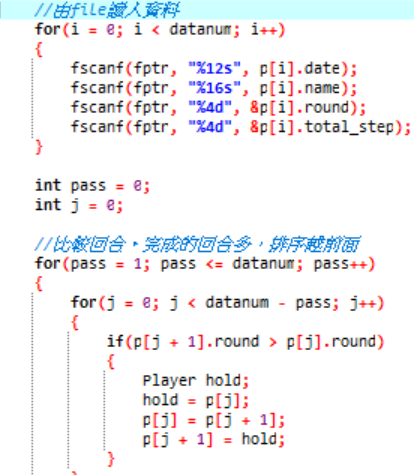 //由file讀入資料
for(i = 0; i < datanum; i++)
{
fscanf(fptr, "%12s", p[i].date);
fscanf(fptr, "%16s", p[i].name);
fscanf(fptr, "%4d", &p[i].round);
fscanf(fptr, "%4d", &p[i].total_step);
}
int pass = 0;
int j = 0;
//比較回合，完成的回合多，排序越前面
for(pass = 1; pass <= datanum; pass++)
{
for(j = 0; j < datanum - pass; j++)
{
if(p[j + 1].round > p[j].round)
{
Player hold;
hold = p[j];
p[j] = p[j + 1];
p[j + 1] = hold;
}
}